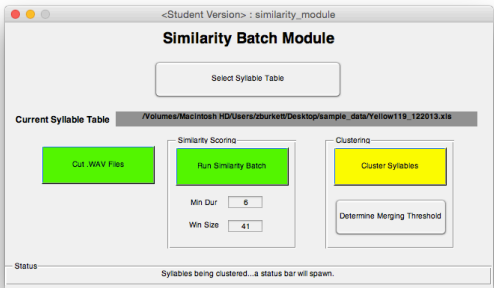 <Student Version> : similarity_module
Similarity Batch Module
Select Syllable Table
Current Syllable Table /Volumes/Macintosh HD/Users/zburkett/Desktop/sample_data/Yellow119_122013.xls
Similarity Scoring Clustering
Cut .WAV Files Run Similarity Batch Cluster Syllables
Min Dur 6
Determine Merging Threshold
Win Size 41
Status
Syllables being clustered...a status bar will spawn.